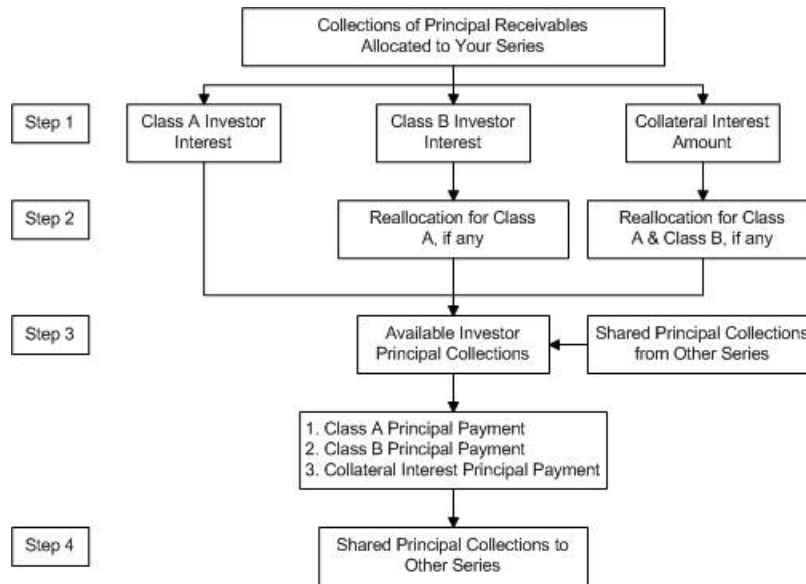 Collections of Principal Receivables
Allocated to Your Series
Step 1
Class A Investor
Interest
Class B Investor
Interest
Collateral Interest
Amount
Step 2
Reallocation for Class
A, if any
Reallocation for Class
A & Class B, if any
Step 3
Available Investor
Principal Collections
Shared Principal Collections
from Other Series
1. Class A Principal Payment
2. Class B Principal Payment
3. Collateral Interest Principal Payment
Step 4
Shared Principal Collections to
Other Series